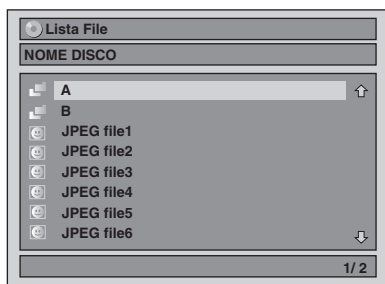 Lista File
NOME DISCO
A
B
JPEG file1
JPEG file2
JPEG file3
JPEG file4
JPEG file5
JPEG file6
1/ 2